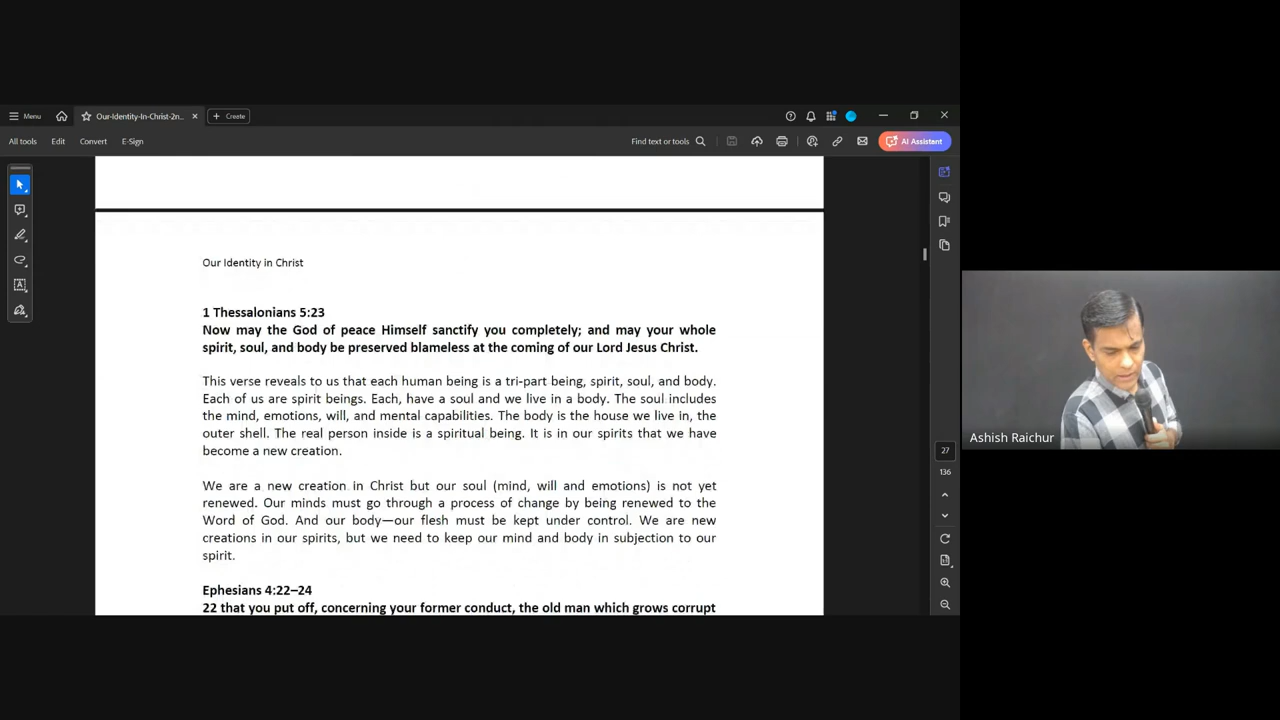 Menu
Our-Identity-In-Christ-2n...
Create
All tools
Edit
Convert
E-Sign
Find text or tools
AI Assistant
Our Identity in Christ
1 Thessalonians 5:23
Now may the God of peace Himself sanctify you completely; and may your whole
spirit, soul, and body be preserved blameless at the coming of our Lord Jesus Christ.
This verse reveals to us that each human being is a tri-part being, spirit, soul, and body.
Each of us are spirit beings. Each, have a soul and we live in a body. The soul includes
the mind, emotions, will, and mental capabilities. The body is the house we live in, the
outer shell. The real person inside is a spiritual being. It is in our spirits that we have
become a new creation.
We are a new creation in Christ but our soul (mind, will and emotions) is not yet
renewed. Our minds must go through a process of change by being renewed to the
Word of God. And our body—our flesh must be kept under control. We are new
creations in our spirits, but we need to keep our mind and body in subjection to our
spirit.
Ephesians 4:22–24
22 that you put off, concerning your former conduct, the old man which grows corrupt
27
136
Ashish Raichur